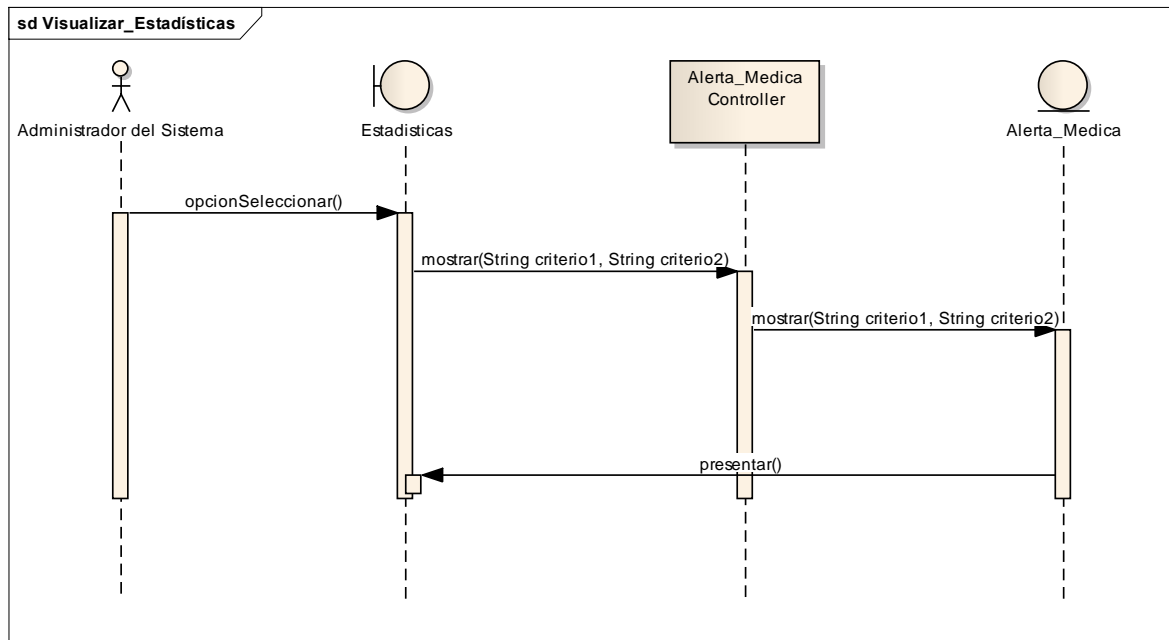 sd Visualizar_Estadísticas
Administrador del Sistema
Estadisticas
Alerta_Medica
Controller
Alerta_Medica
opcionSeleccionar()
mostrar(String criterio1, String criterio2)
mostrar(String criterio1, String criterio2)
presentar()